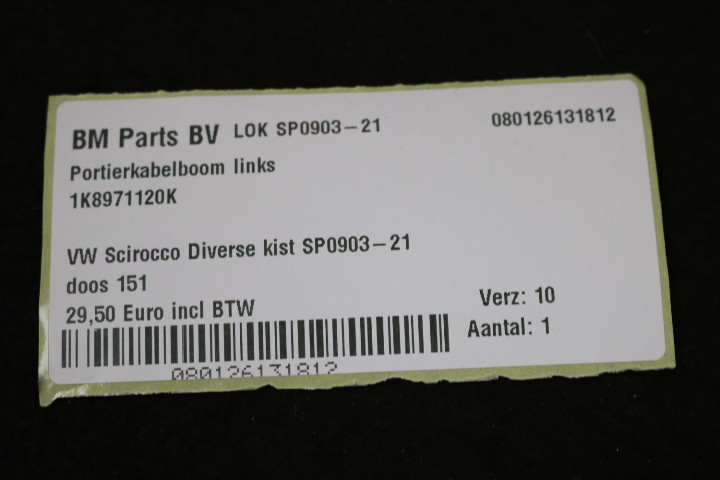 BM Parts BV LOK SP0903-21 080126131812
Portierkabelboom links
1K8971120K
VW Scirocco Diverse kist SP0903-21
doos 151
29,50 Euro incl BTW
Verz: 10
Aantal: 1
080126131812